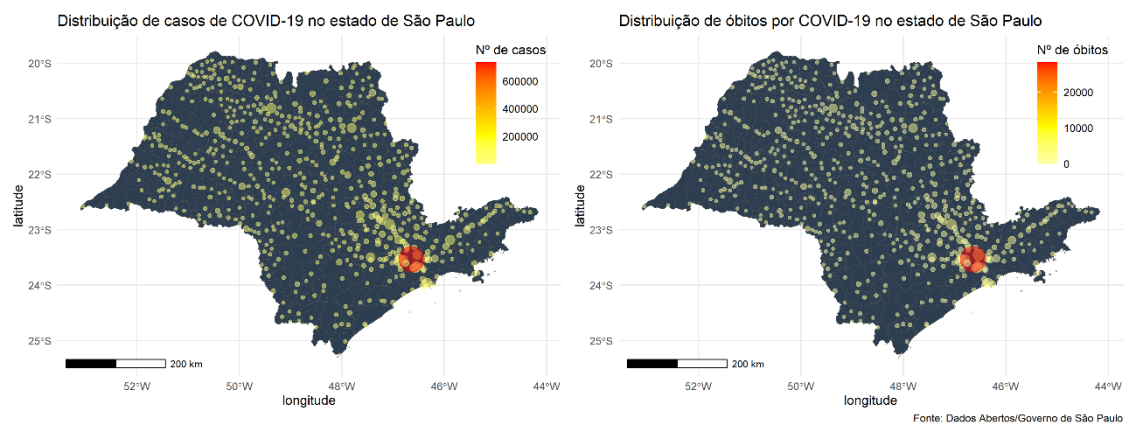 Distribuição de casos de COVID-19 no estado de São Paulo
Nº de casos
600000
400000
200000
20°S
21°S
22°S
23°S
24°S
25°S
latitude
200 km
52°W
50°W
48°W
46°W
44°W
longitude
Distribuição de óbitos por COVID-19 no estado de São Paulo
Nº de óbitos
20000
10000
0
20°S
21°S
22°S
23°S
24°S
25°S
latitude
200 km
52°W
50°W
48°W
46°W
44°W
longitude
Fonte: Dados Abertos/Governo de São Paulo